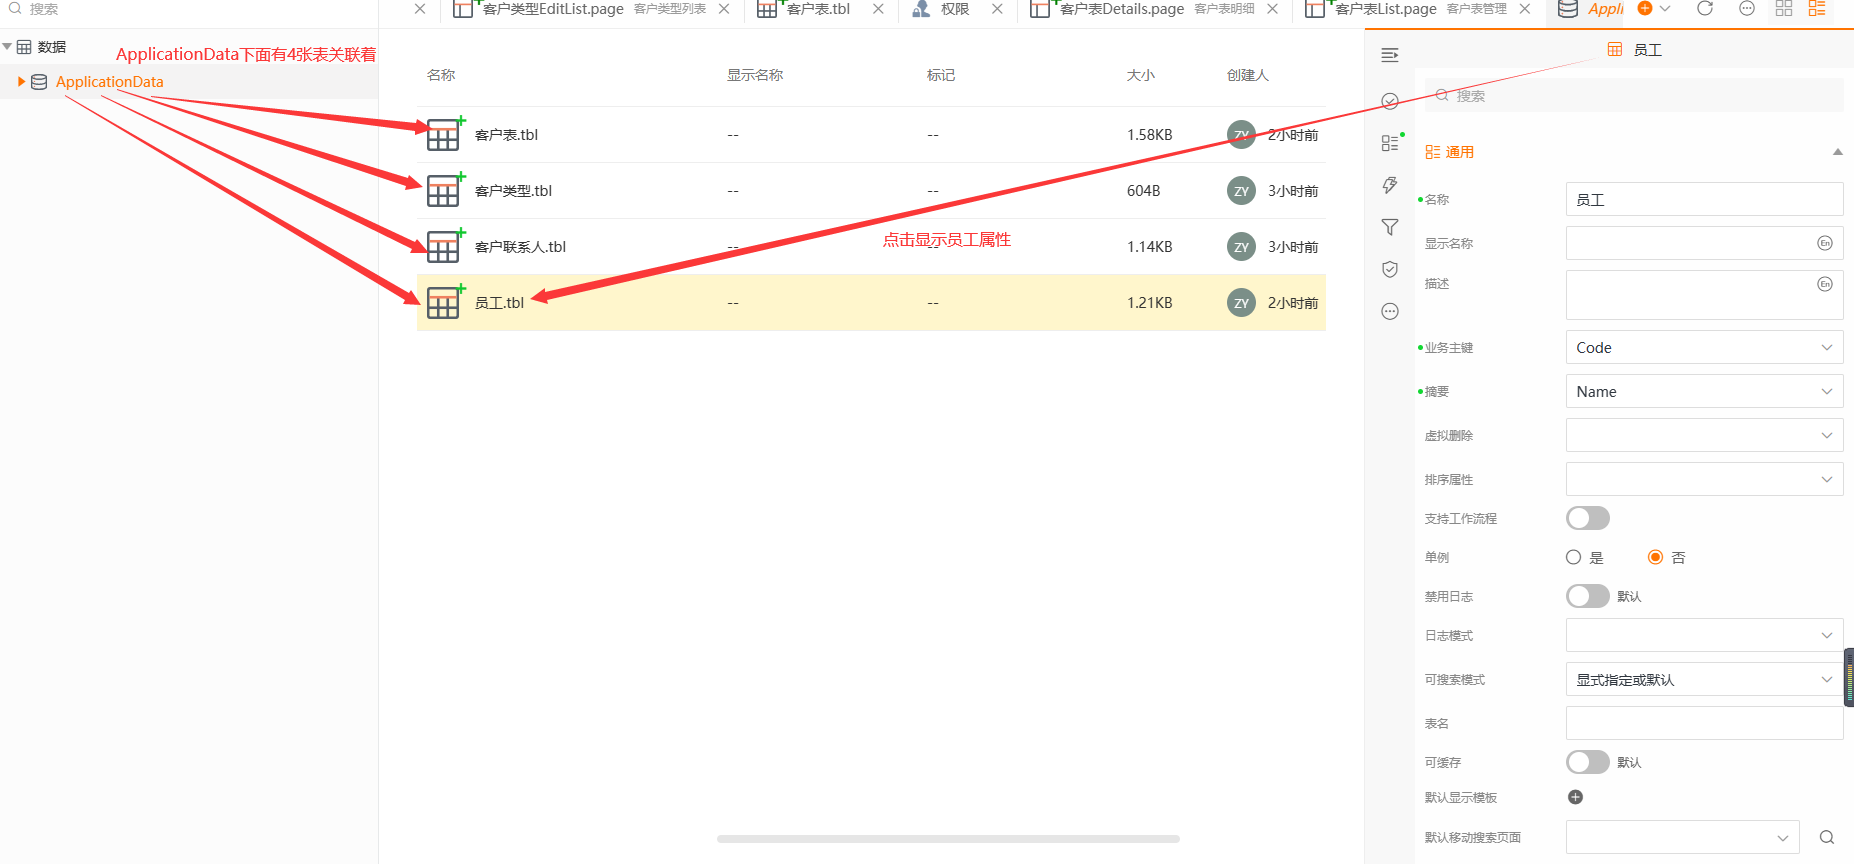 搜索
客户类型EditList.page 客户类型列表
客户表.tbl
权限
客户表Details.page 客户表明细
客户表List.page 客户表管理
Appli
数据
ApplicationData下面有4张表关联着
ApplicationData
名称 显示名称 标记 大小 创建人
客户表.tbl -- -- 1.58KB ZY 2小时前
客户类型.tbl -- -- 604B ZY 3小时前
客户联系人.tbl -- -- 1.14KB ZY 3小时前
点击显示员工属性
员工.tbl -- -- 1.21KB ZY 2小时前
员工
搜索
通用
名称 员工
显示名称 En
描述 En
业务主键 Code
摘要 Name
虚拟删除
排序属性
支持工作流程
单例 是 否
禁用日志 默认
日志模式
可搜索模式 显式指定或默认
表名
可缓存 默认
默认显示模板
默认移动搜索页面